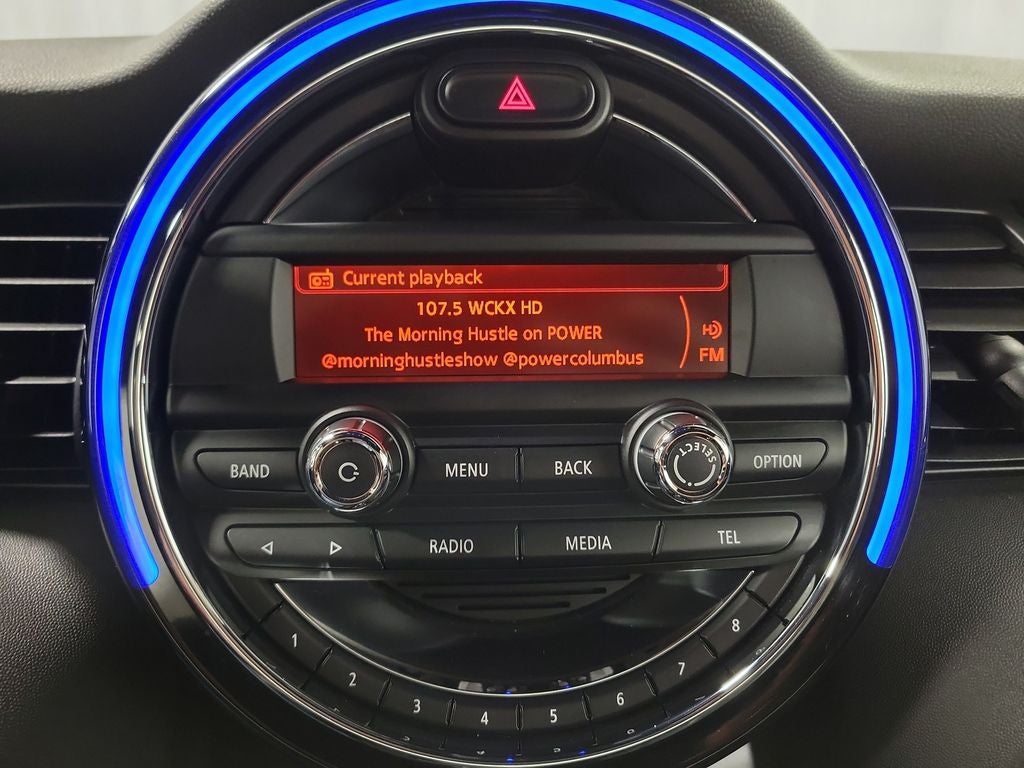 Current playback
107.5 WCKX HD
The Morning Hustle on POWER
@morninghustleshow @powercolumbus
FM
BAND
MENU
BACK
SELECT
OPTION
RADIO
MEDIA
TEL
1
2
3
4
5
6
7
8